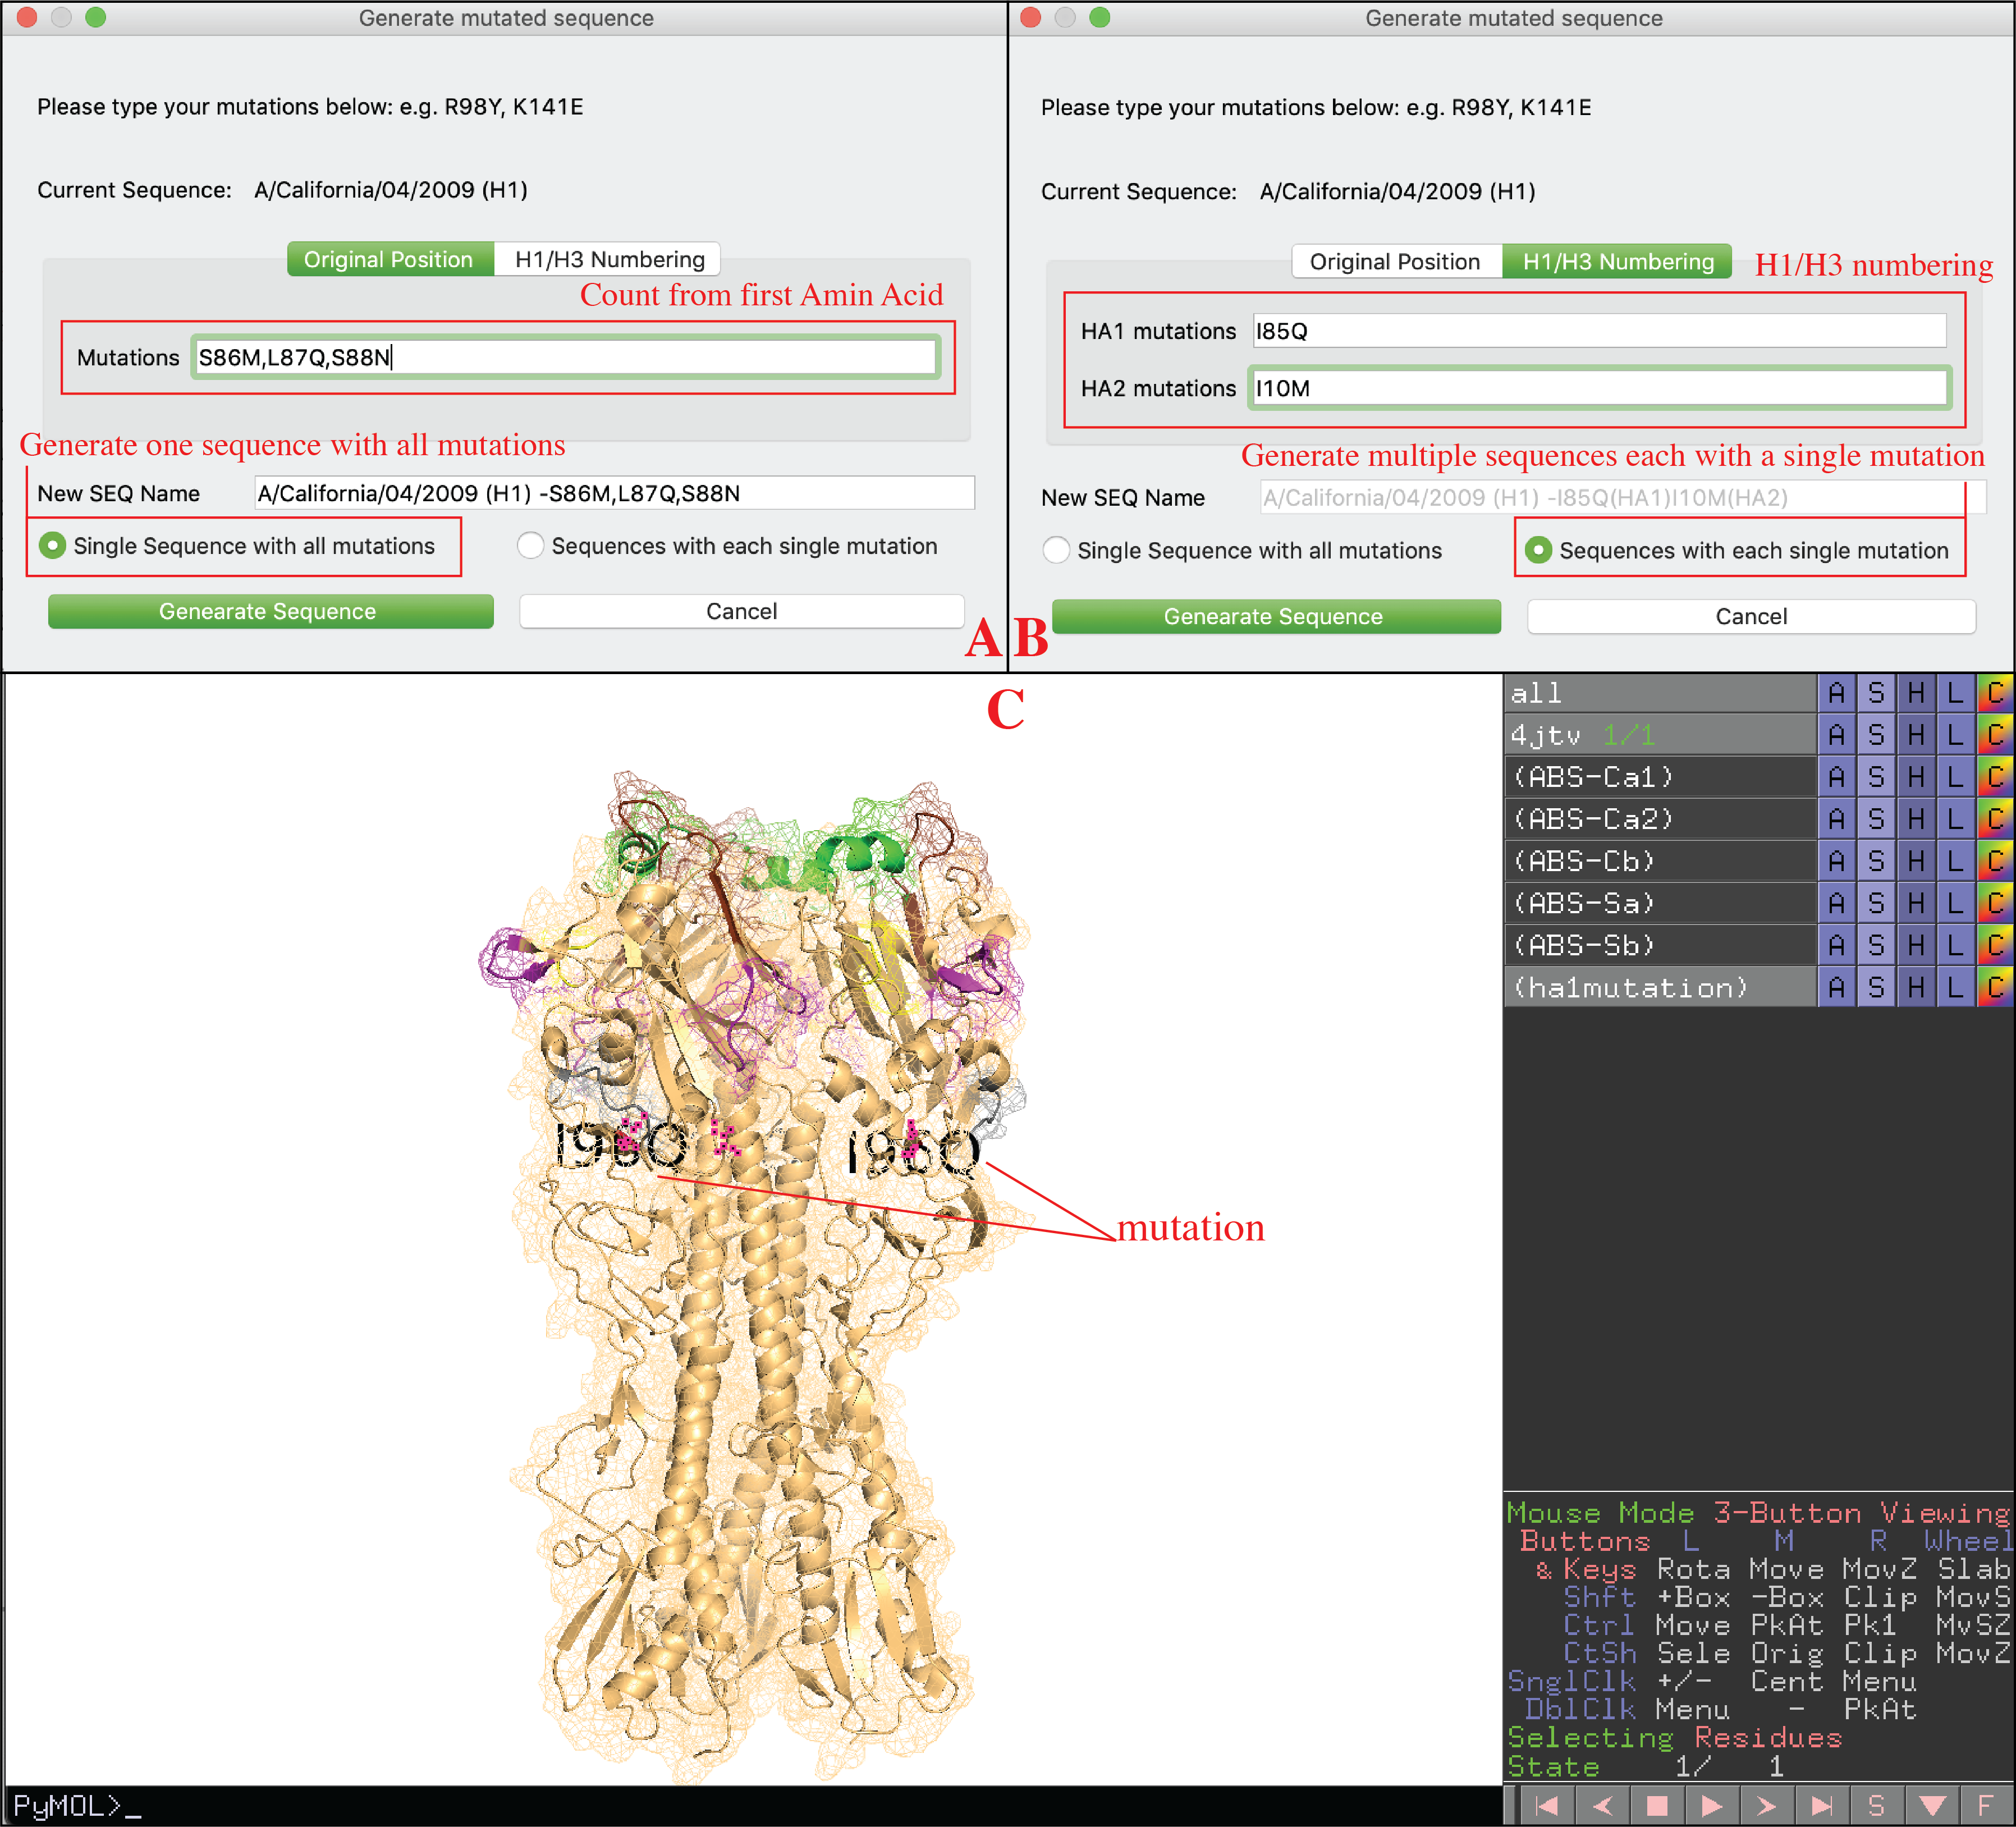 Generate mutated sequence
Please type your mutations below: e.g. R98Y, K141E
Current Sequence: A/California/04/2009 (H1)
Original Position H1/H3 Numbering
Count from first Amin Acid
Mutations S86M,L87Q,S88N
Generate one sequence with all mutations
New SEQ Name A/California/04/2009 (H1) -S86M,L87Q,S88N
Single Sequence with all mutations Sequences with each single mutation
Genearate Sequence Cancel
A
Generate mutated sequence
Please type your mutations below: e.g. R98Y, K141E
Current Sequence: A/California/04/2009 (H1)
Original Position H1/H3 Numbering H1/H3 numbering
HA1 mutations I85Q
HA2 mutations I10M
Generate multiple sequences each with a single mutation
New SEQ Name A/California/04/2009 (H1) -I85Q(HA1)I10M(HA2)
Single Sequence with all mutations Sequences with each single mutation
Genearate Sequence Cancel
B
C
I96Q
mutation
all A S H L C
4jtv 1/1 A S H L C
(ABS-Ca1) A S H L C
(ABS-Ca2) A S H L C
(ABS-Cb) A S H L C
(ABS-Sa) A S H L C
(ABS-Sb) A S H L C
(ha1mutation) A S H L C
Mouse Mode 3-Button Viewing
Buttons L M R Wheel
& Keys Rota Move MovZ Slab
Shft +Box -Box Clip MovS
Ctrl Move PkAt Pk1 MvSZ
CtSh Sele Orig Clip MovZ
SnglClk +/- Cent Menu
DblClk Menu - PkAt
Selecting Residues
State 1/ 1
PyMOL>_
S F